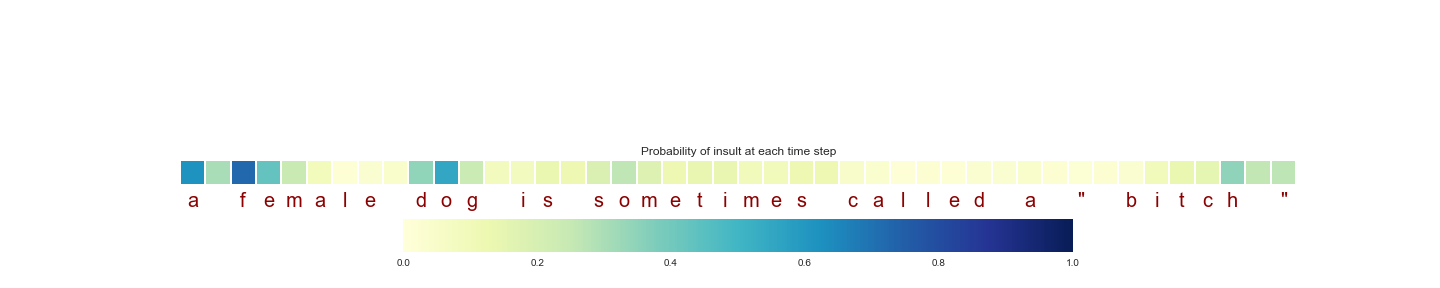 Probability of insult at each time step
a female dog is sometimes called a " bitch "
0.0 0.2 0.4 0.6 0.8 1.0